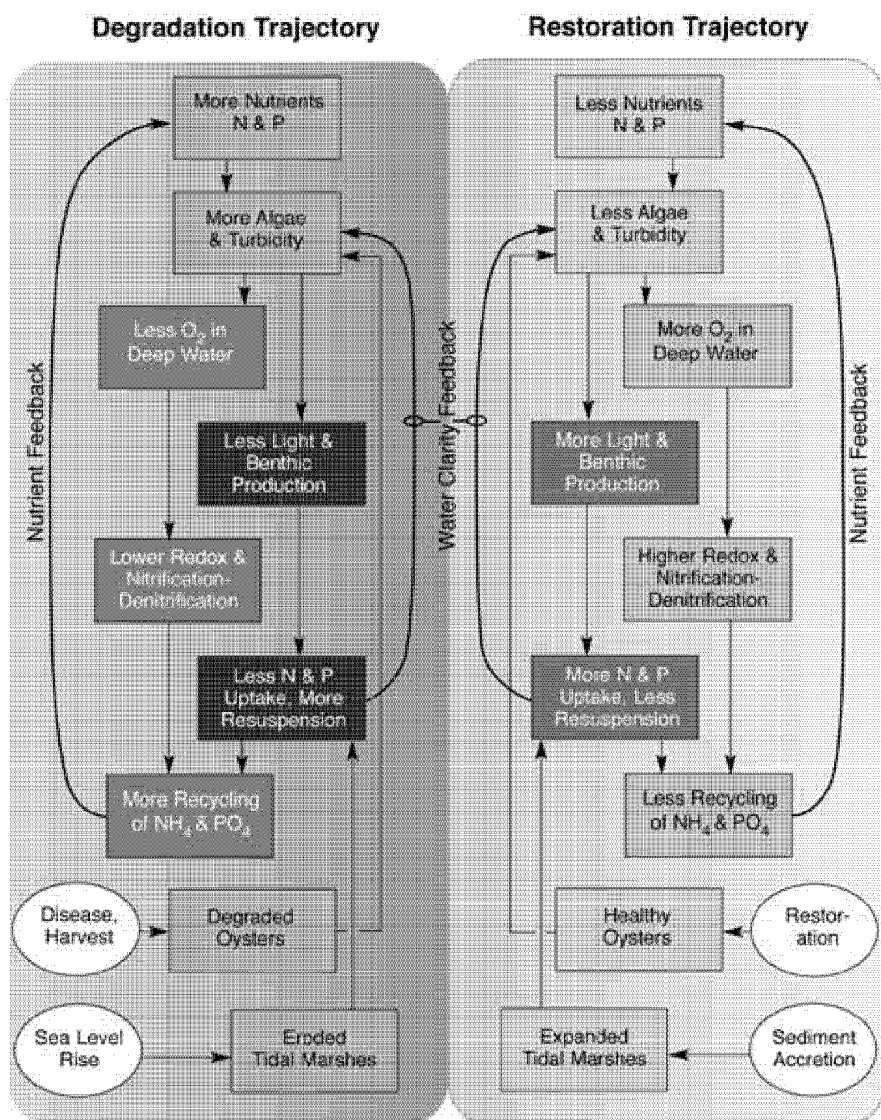 Degradation Trajectory
More Nutrients
N & P
More Algae
& Turbidity
Less O₂ in
Deep Water
Less Light &
Benthic
Production
Lower Redox &
Nitrification-
Denitrification
Less N & P
Uptake, More
Resuspension
More Recycling
of NH₄ & PO₄
Disease,
Harvest
Degraded
Oysters
Sea Level
Rise
Eroded
Tidal Marshes
Nutrient Feedback
Water Clarity Feedback
Restoration Trajectory
Less Nutrients
N & P
Less Algae
& Turbidity
More O₂ in
Deep Water
More Light &
Benthic
Production
Higher Redox &
Nitrification-
Denitrification
More N & P
Uptake, Less
Resuspension
Less Recycling
of NH₄ & PO₄
Healthy
Oysters
Restor-
ation
Expanded
Tidal Marshes
Sediment
Accretion
Nutrient Feedback